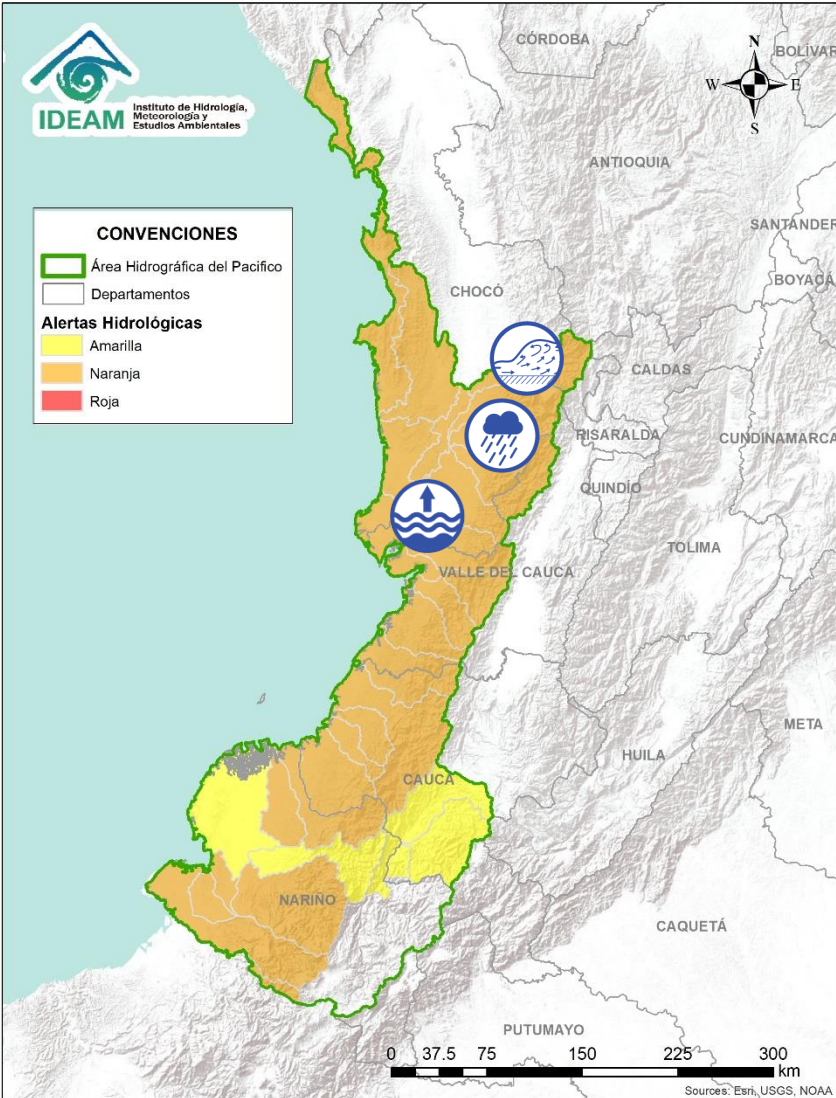 IDEAM
Instituto de Hidrología,
Meteorología y
Estudios Ambientales
N
W
E
S
CÓRDOBA
BOLÍVAR
ANTIOQUIA
SANTANDER
BOYACÁ
CHOCÓ
CALDAS
RISARALDA
CUNDINAMARCA
QUINDÍO
TOLIMA
VALLE DEL CAUCA
META
HUILA
CAUCA
NARIÑO
CAQUETÁ
PUTUMAYO
CONVENCIONES
Área Hidrográfica del Pacifico
Departamentos
Alertas Hidrológicas
Amarilla
Naranja
Roja
0 37.5 75 150 225 300
km
Sources: Esri, USGS, NOAA